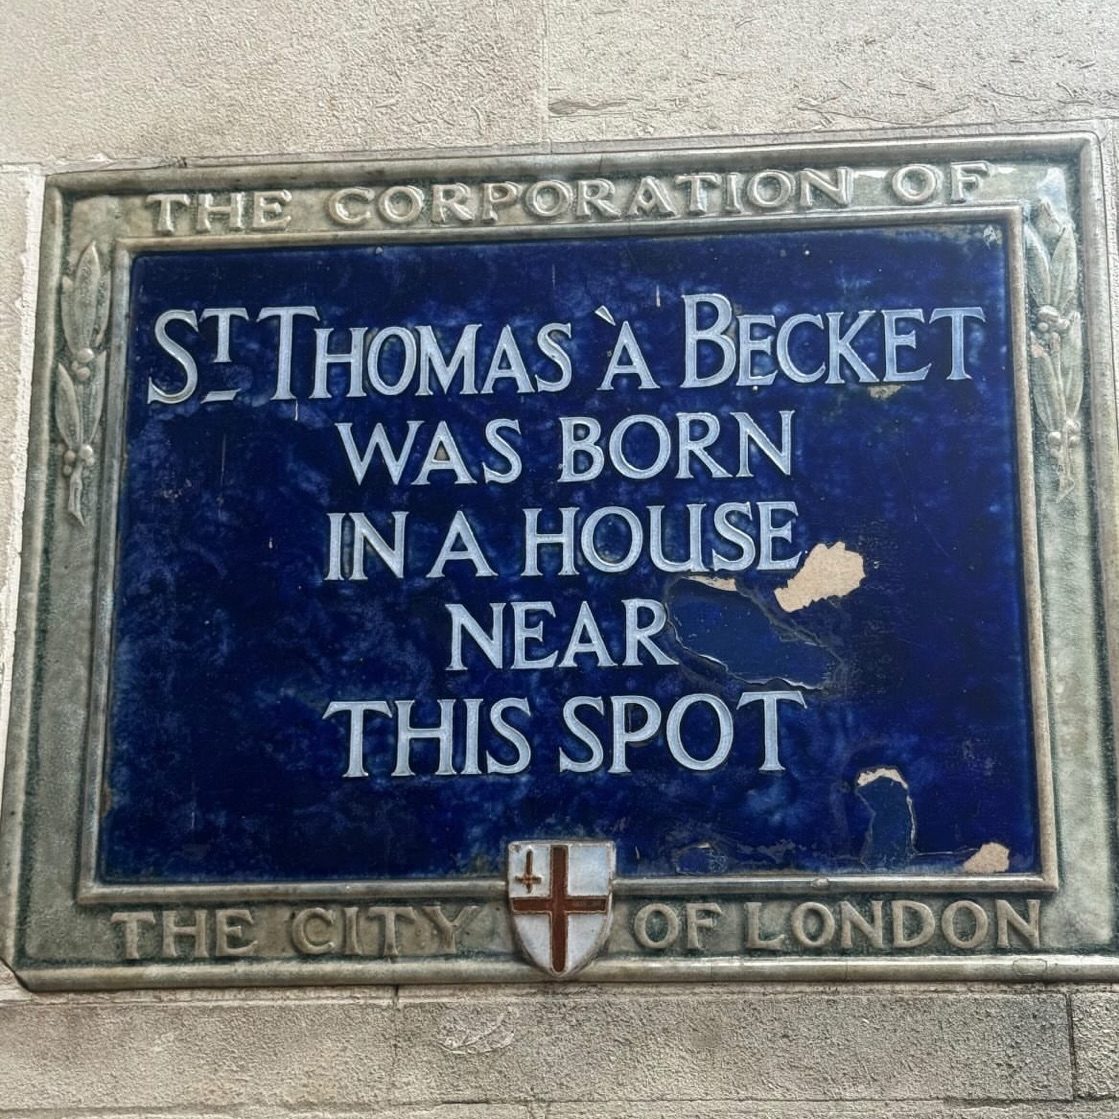 THE CORPORATION OF
ST THOMAS À BECKET
WAS BORN
IN A HOUSE
NEAR
THIS SPOT
THE CITY OF LONDON